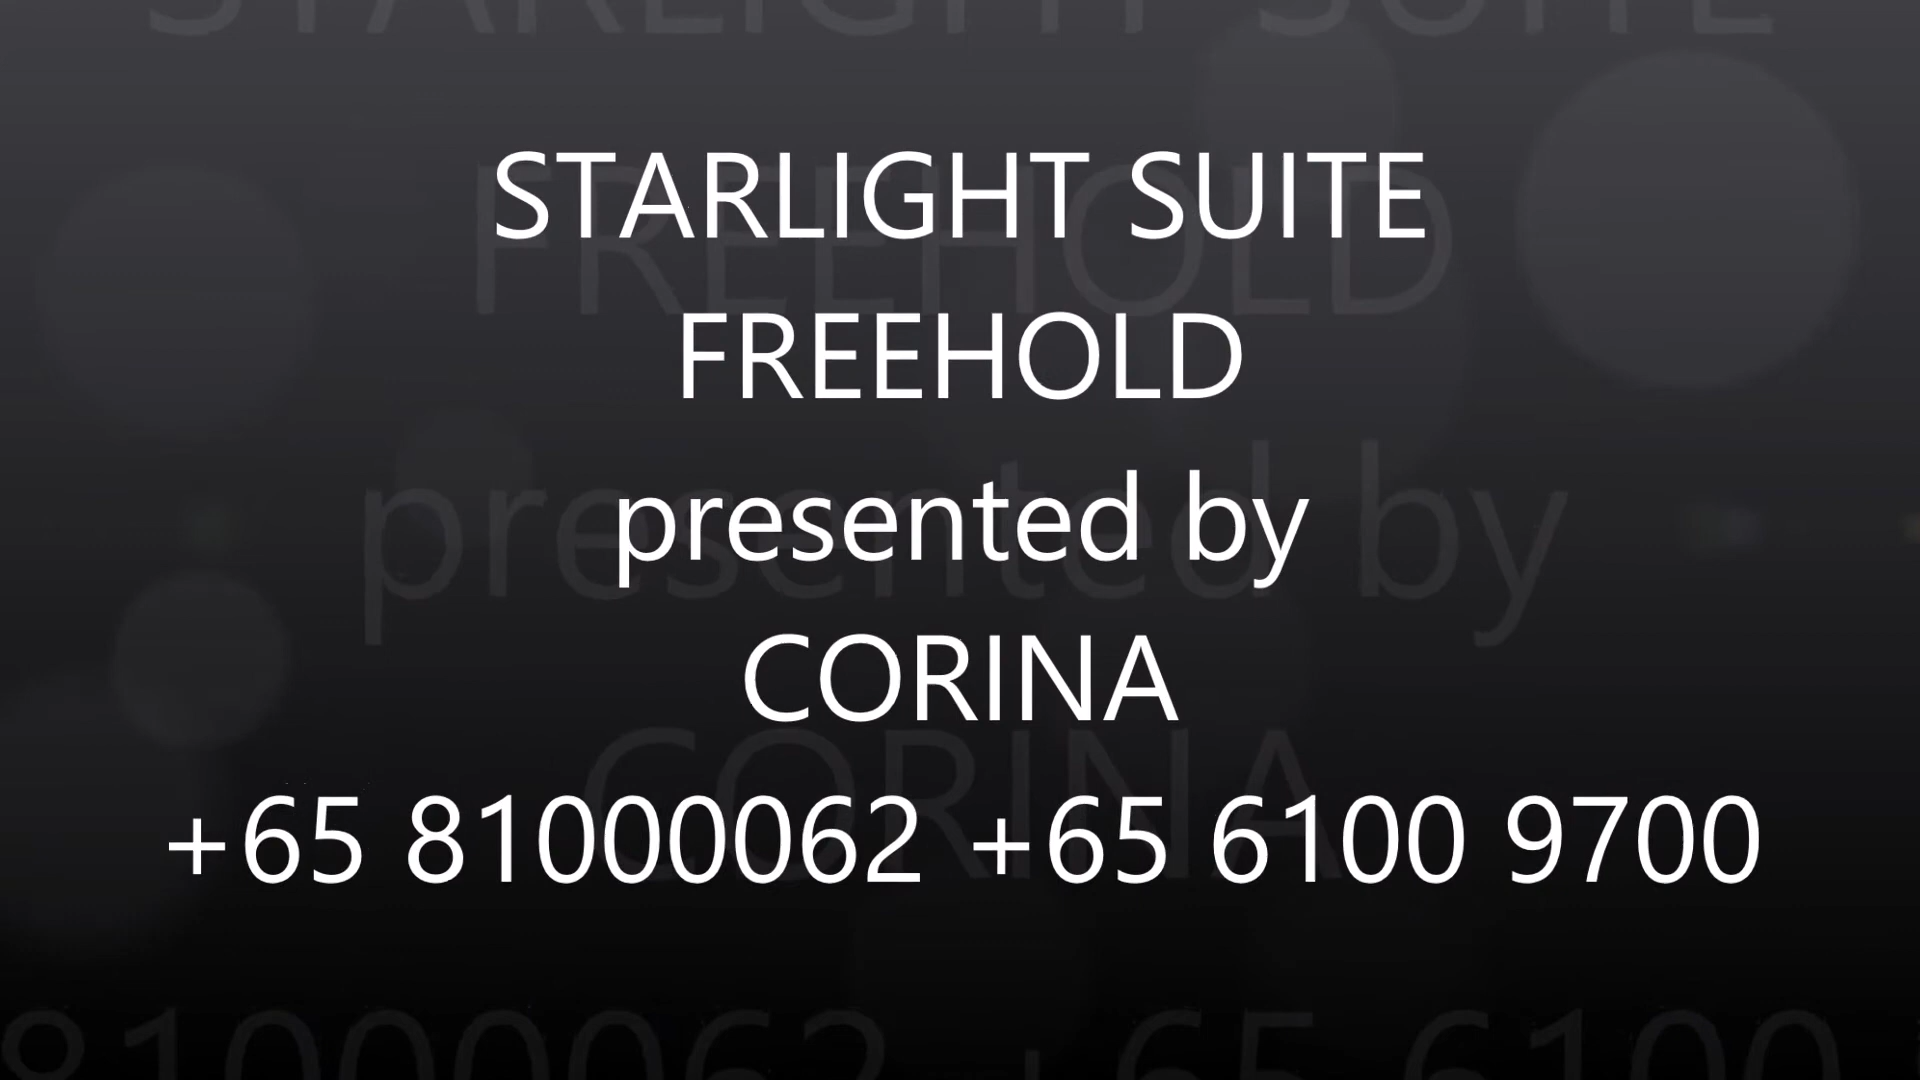 STARLIGHT SUITE
FREEHOLD
presented by
CORINA
+65 81000062 +65 6100 9700